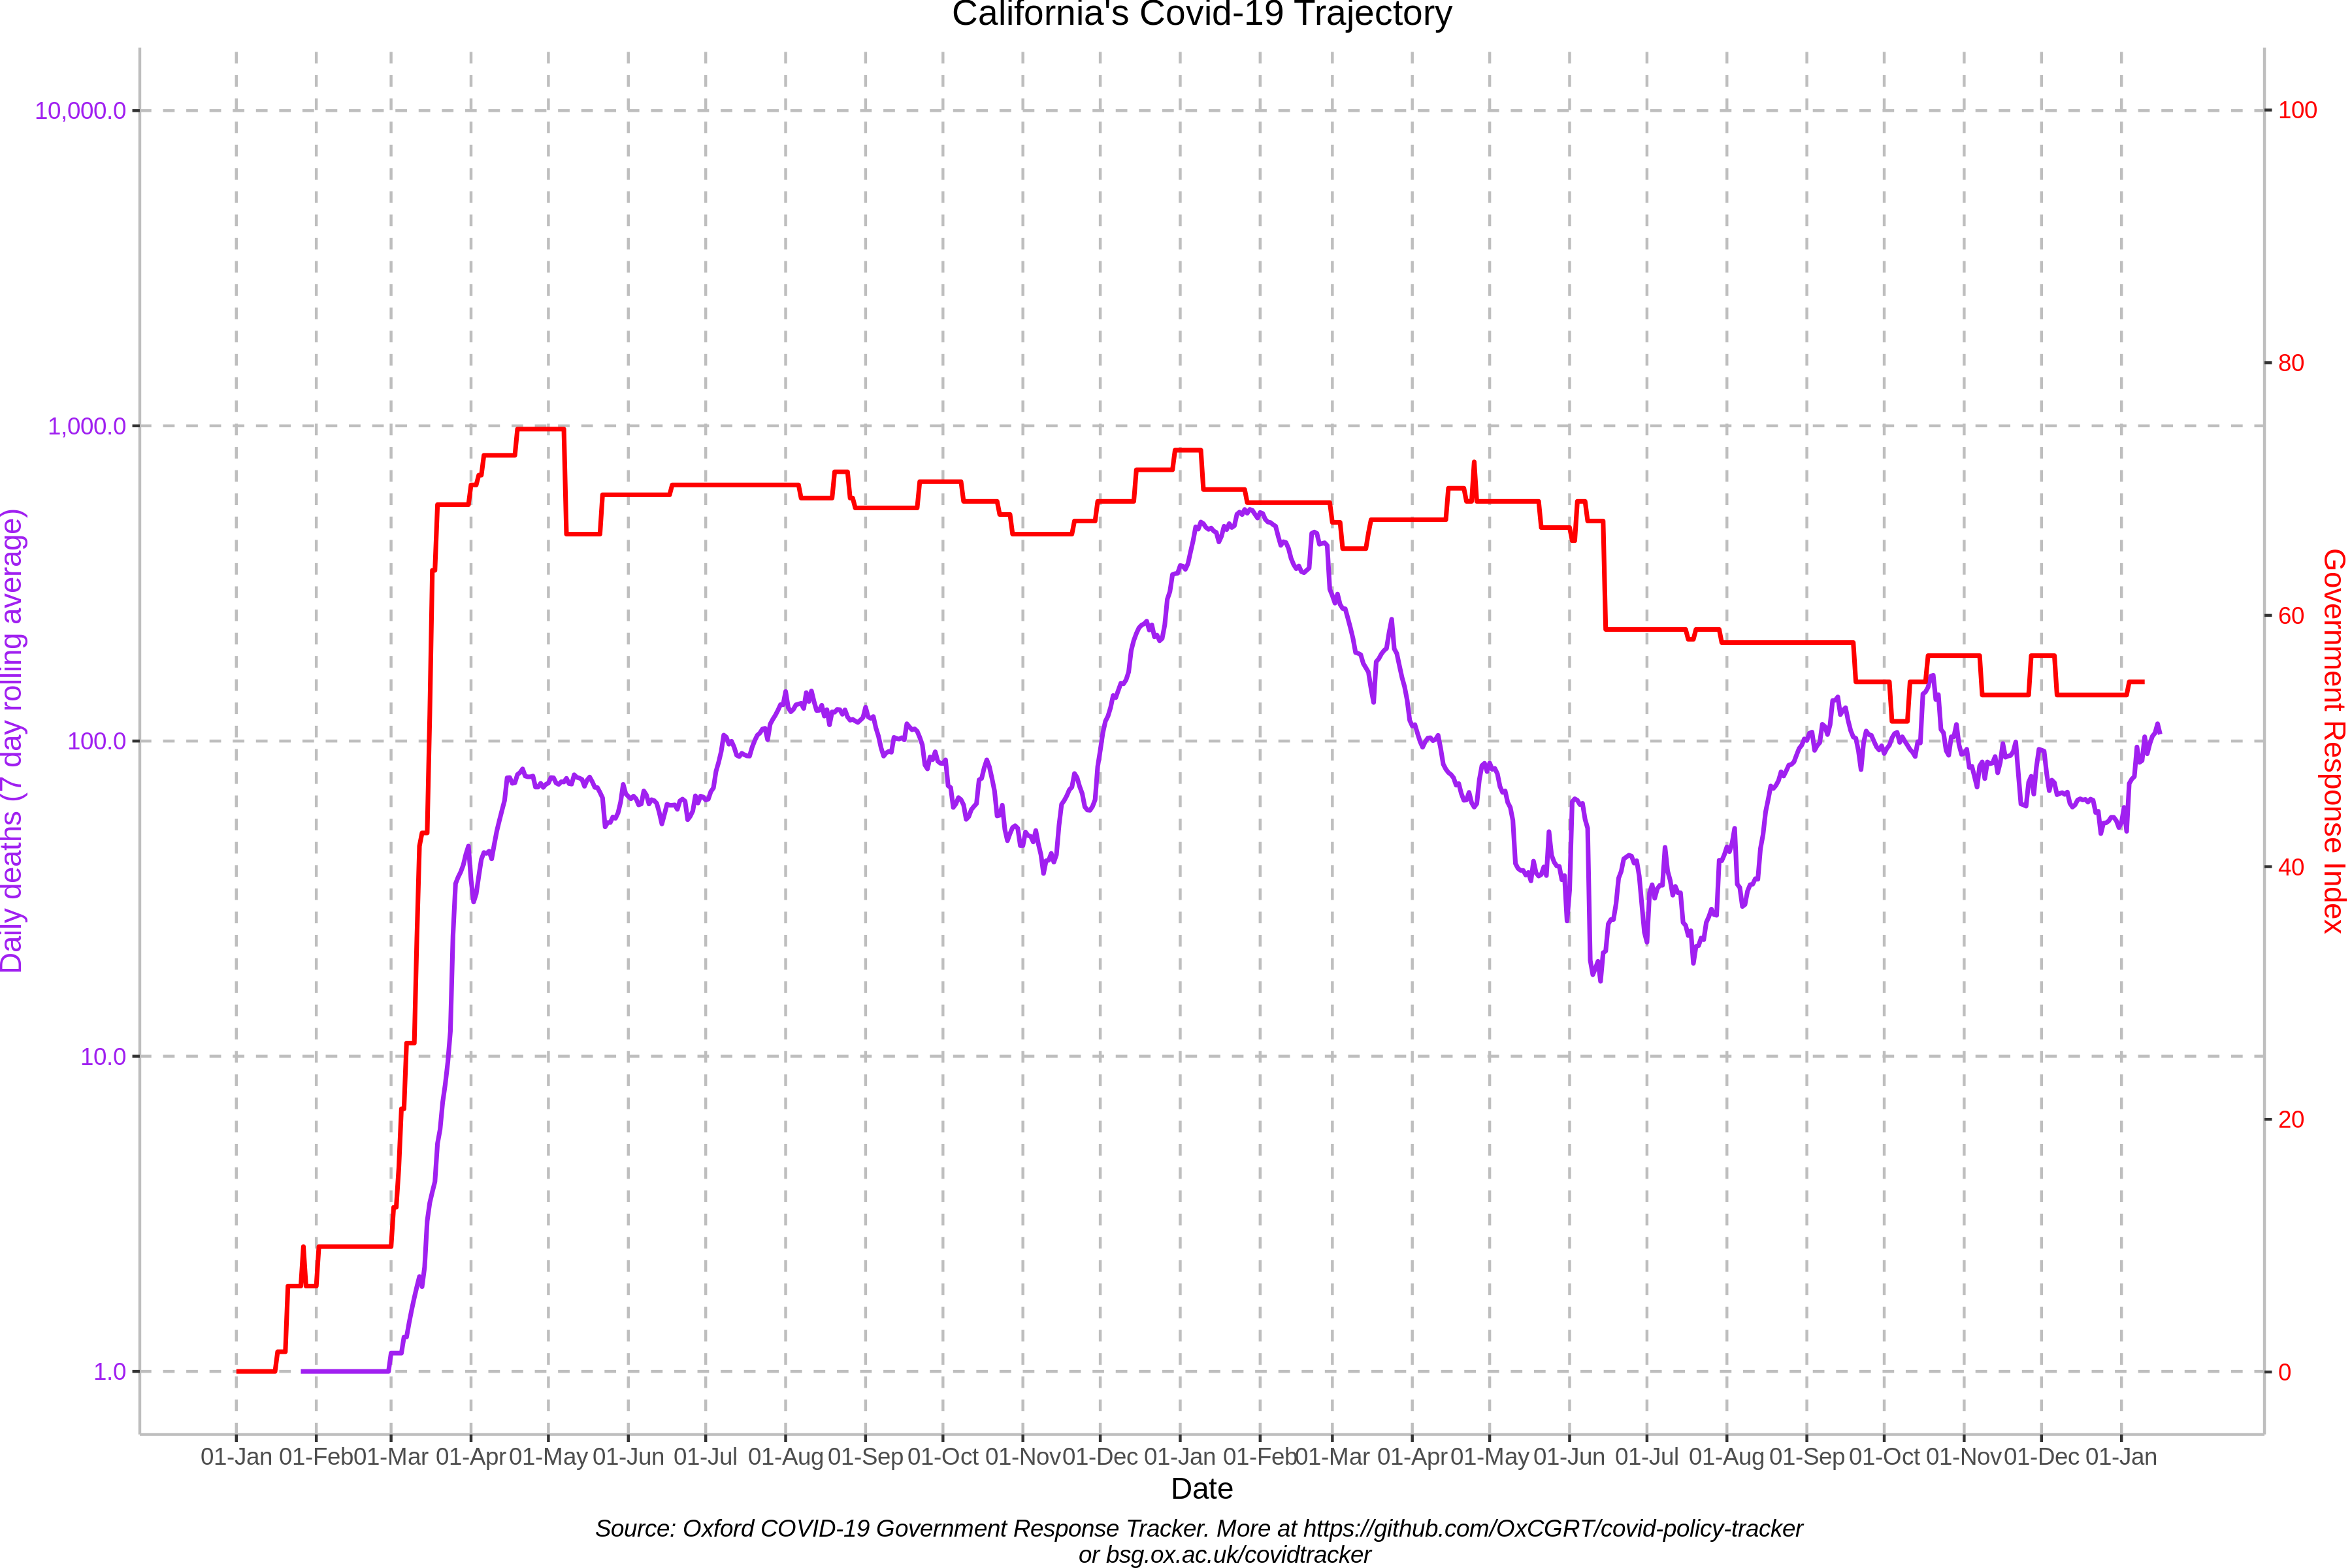 California's Covid-19 Trajectory
10,000.0
1,000.0
100.0
10.0
1.0
Daily deaths (7 day rolling average)
100
80
60
40
20
0
Government Response Index
01-Jan 01-Feb 01-Mar 01-Apr 01-May 01-Jun 01-Jul 01-Aug 01-Sep 01-Oct 01-Nov 01-Dec 01-Jan 01-Feb 01-Mar 01-Apr 01-May 01-Jun 01-Jul 01-Aug 01-Sep 01-Oct 01-Nov 01-Dec 01-Jan
Date
Source: Oxford COVID-19 Government Response Tracker. More at https://github.com/OxCGRT/covid-policy-tracker
or bsg.ox.ac.uk/covidtracker